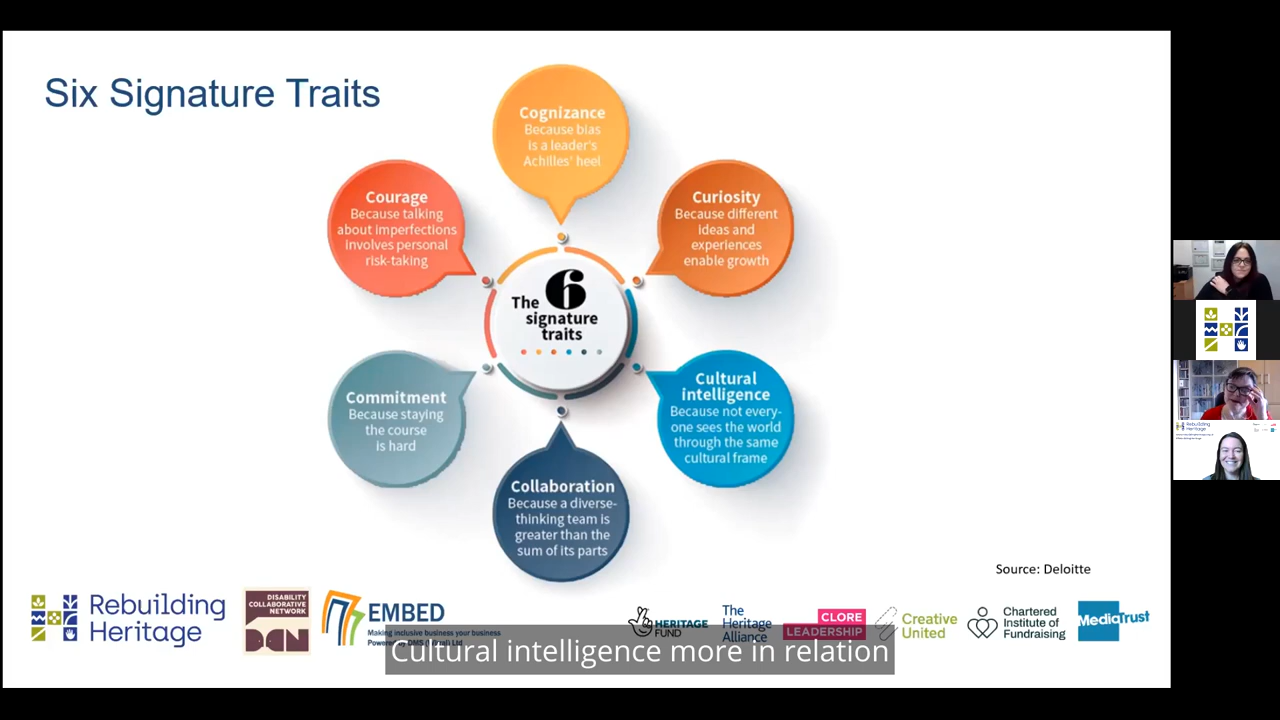 Six Signature Traits
Cognizance
Because bias
is a leader's
Achilles' heel
Courage
Because talking
about imperfections
involves personal
risk-taking
Curiosity
Because different
ideas and
experiences
enable growth
The 6
signature
traits
Commitment
Because staying
the course
is hard
Cultural
intelligence
Because not every-
one sees the world
through the same
cultural frame
Collaboration
Because a diverse-
thinking team is
greater than the
sum of its parts
Source: Deloitte
Rebuilding
Heritage
DISABILITY
COLLABORATIVE
NETWORK
DCN
EMBED
Making inclusive business your business
HERITAGE
FUND
The
Heritage
Alliance
CLORE
LEADERSHIP
Creative
United
Chartered
Institute of
Fundraising
MediaTrust
Cultural intelligence more in relation
Rebuilding
Heritage